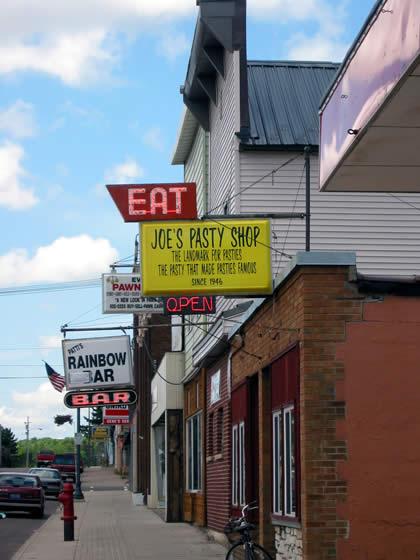 EAT
JOE'S PASTY SHOP
THE LANDMARK FOR PASTIES
THE PASTY THAT MADE PASTIES FAMOUS
SINCE 1946
OPEN
PAWN
PATTI'S
RAINBOW
BAR
BAR